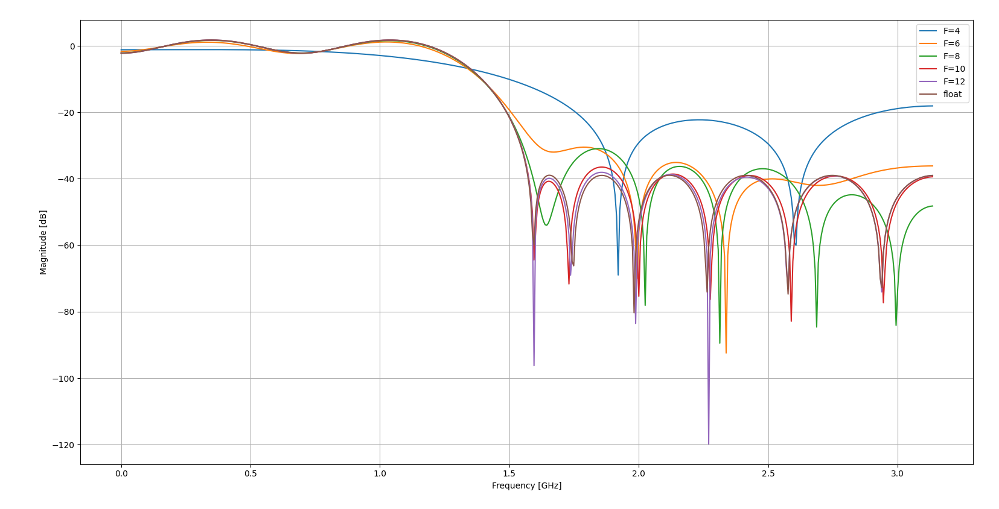 F=4
F=6
F=8
F=10
F=12
float
0
−20
−40
−60
−80
−100
−120
Magnitude [dB]
0.0 0.5 1.0 1.5 2.0 2.5 3.0
Frequency [GHz]